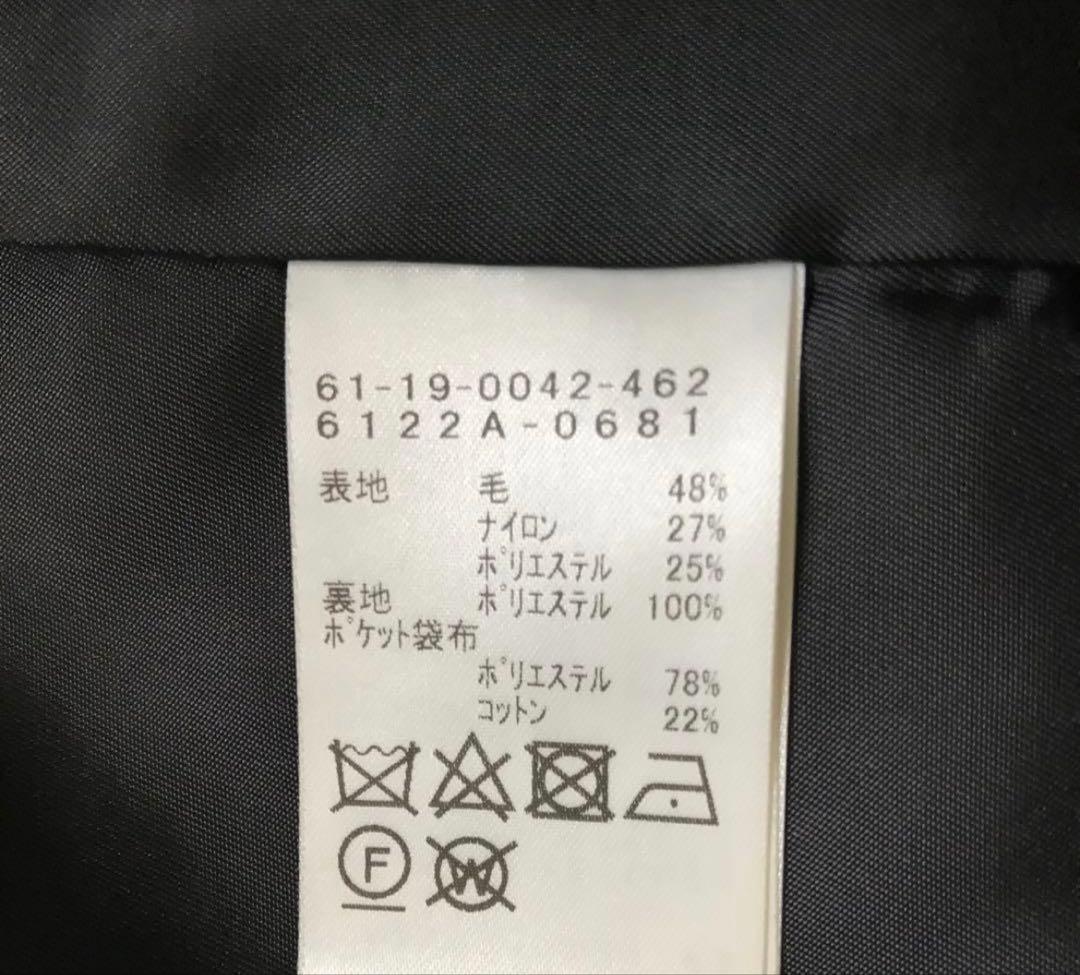 61-19-0042-462
6122A-0681
表地 毛 48%
ナイロン 27%
ポリエステル 25%
裏地 ポリエステル 100%
ポケット袋布
ポリエステル 78%
コットン 22%
F W